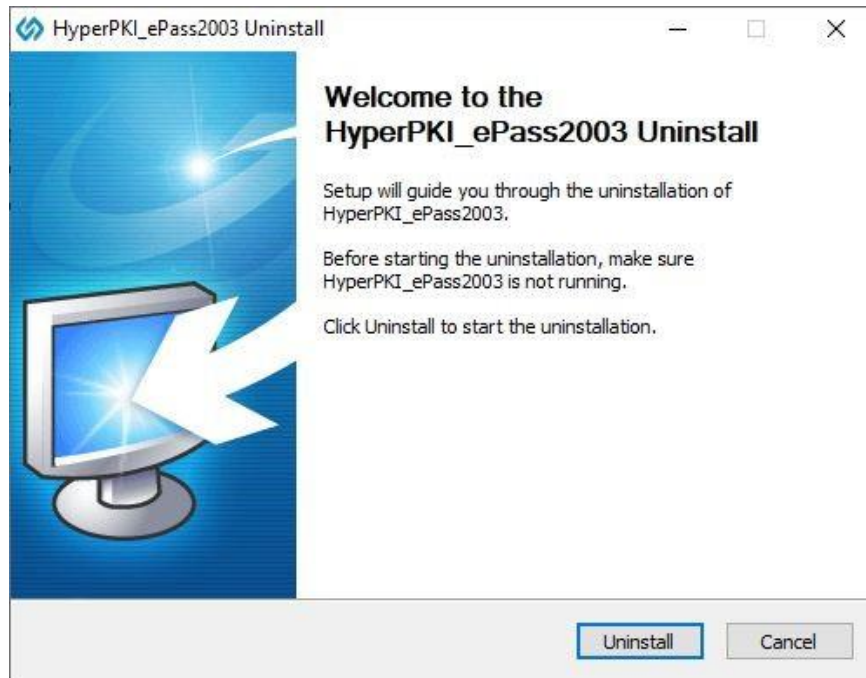 HyperPKI_ePass2003 Uninstall
Welcome to the
HyperPKI_ePass2003 Uninstall
Setup will guide you through the uninstallation of
HyperPKI_ePass2003.
Before starting the uninstallation, make sure
HyperPKI_ePass2003 is not running.
Click Uninstall to start the uninstallation.
Uninstall
Cancel